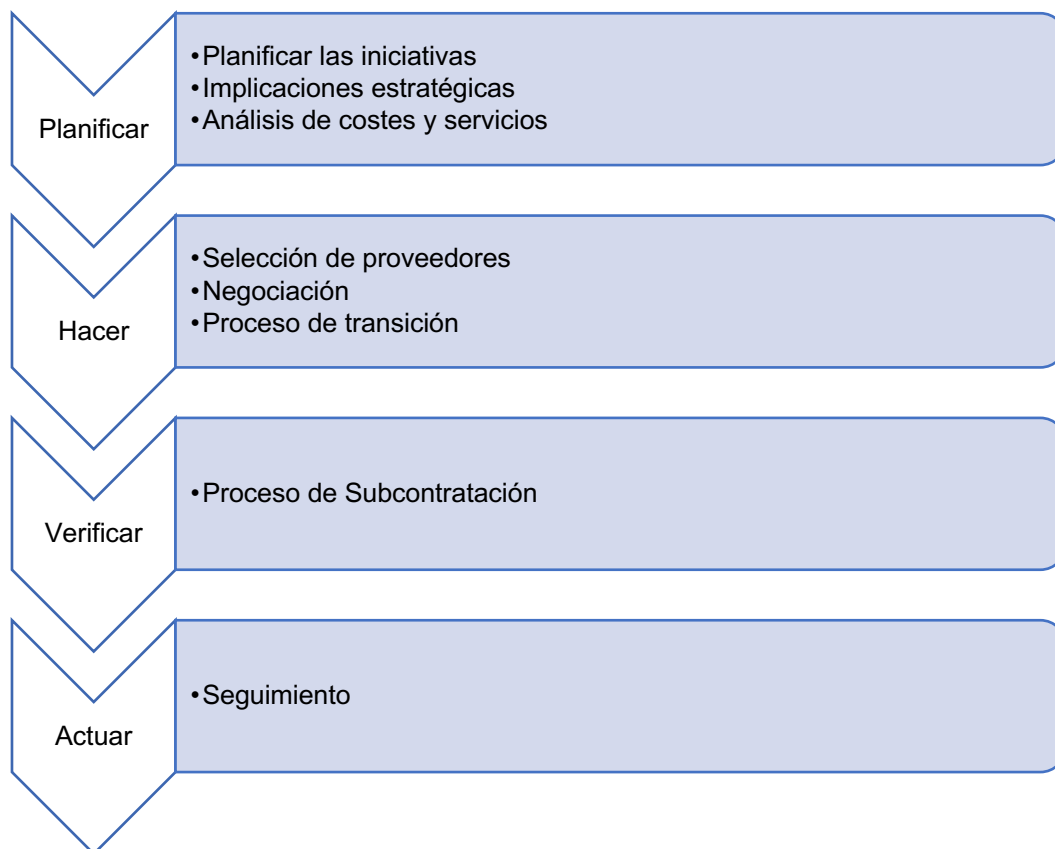 Planificar
•Planificar las iniciativas
•Implicaciones estratégicas
•Análisis de costes y servicios
Hacer
•Selección de proveedores
•Negociación
•Proceso de transición
Verificar
•Proceso de Subcontratación
Actuar
•Seguimiento